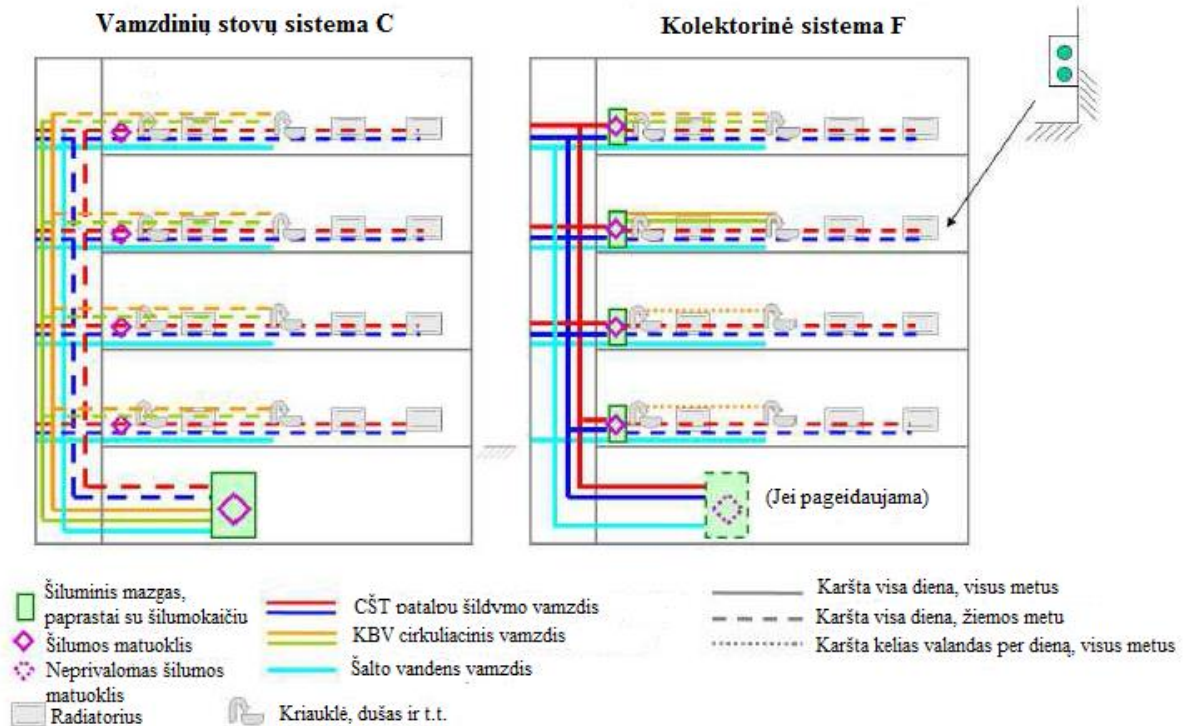 Vamzdinių stovų sistema C
Kolektorinė sistema F
(Jei pageidaujama)
Šiluminis mazgas,
paprastai su šilumokaičiu
Šilumos matuoklis
Neprivalomas šilumos
matuoklis
Radiatorius
CŠT patalpų šildymo vamzdis
KBV cirkuliacinis vamzdis
Šalto vandens vamzdis
Kriauklė, dušas ir t.t.
Karšta visa diena, visus metus
Karšta visa diena, žiemos metu
Karšta kelias valandas per dieną, visus metus